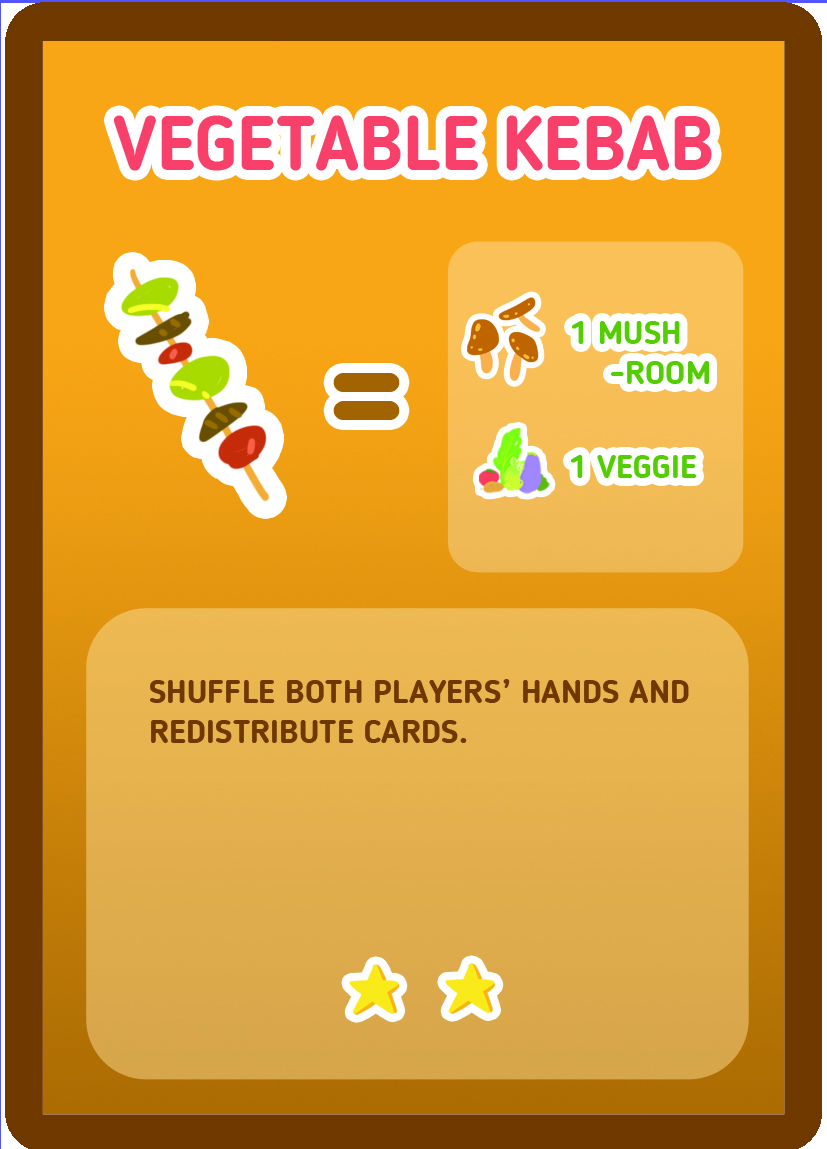 VEGETABLE KEBAB
1 MUSH
-ROOM
1 VEGGIE
SHUFFLE BOTH PLAYERS’ HANDS AND
REDISTRIBUTE CARDS.